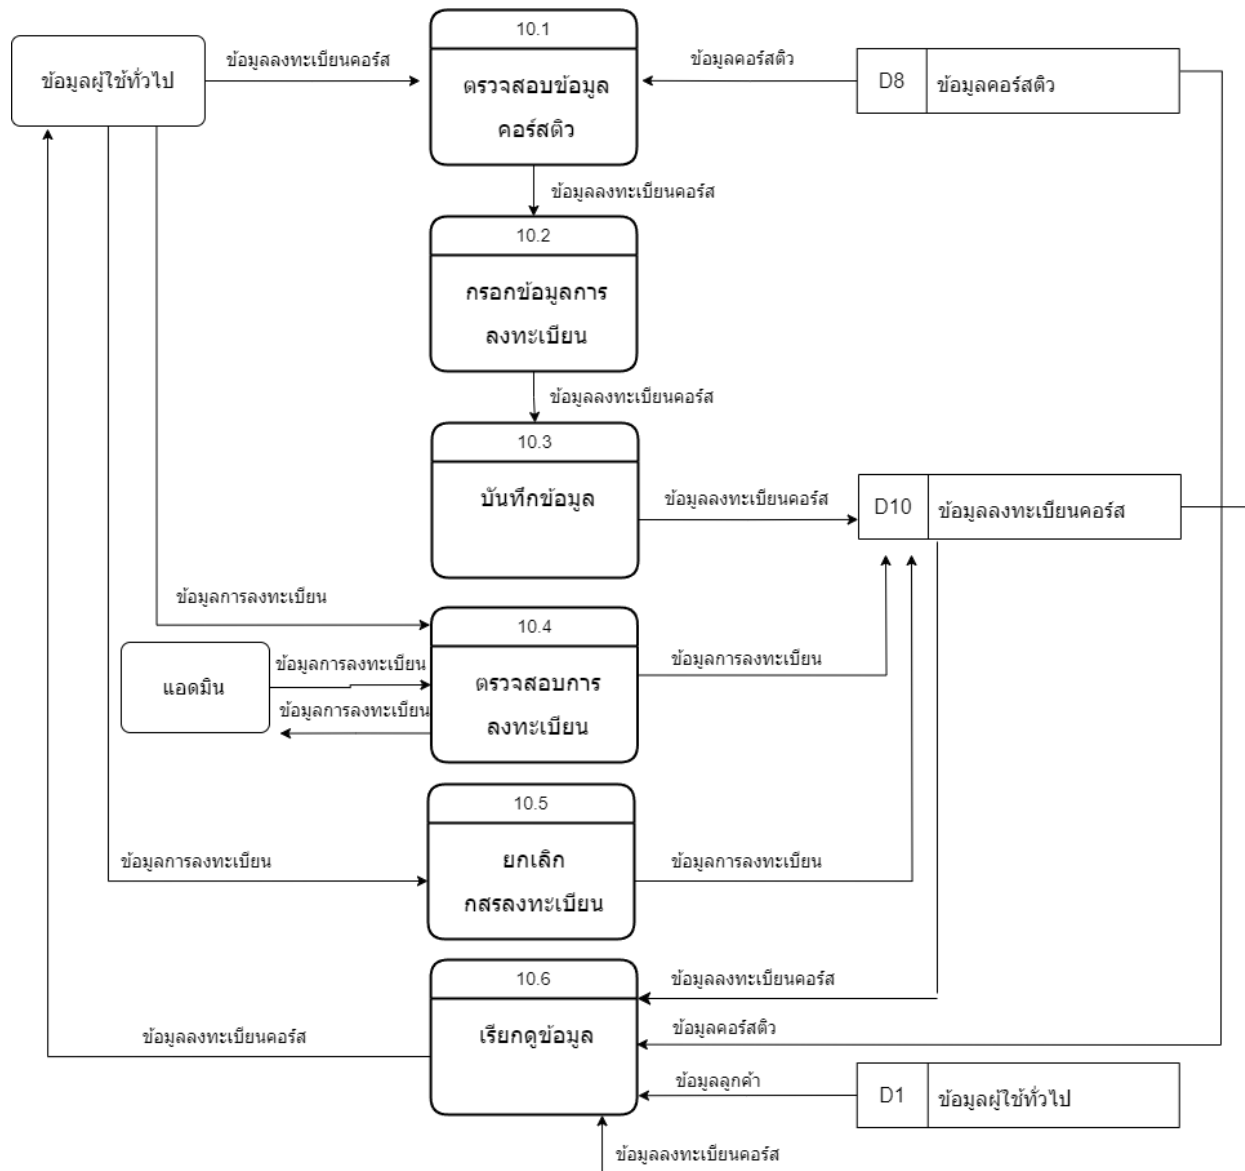 10.1
ข้อมูลผู้ใช้ทั่วไป
ข้อมูลลงทะเบียนคอร์ส
ตรวจสอบข้อมูล
คอร์สติว
ข้อมูลคอร์สติว
D8
ข้อมูลคอร์สติว
ข้อมูลลงทะเบียนคอร์ส
10.2
กรอกข้อมูลการ
ลงทะเบียน
ข้อมูลลงทะเบียนคอร์ส
10.3
บันทึกข้อมูล
ข้อมูลลงทะเบียนคอร์ส
D10
ข้อมูลลงทะเบียนคอร์ส
ข้อมูลการลงทะเบียน
10.4
แอดมิน
ข้อมูลการลงทะเบียน
ข้อมูลการลงทะเบียน
ตรวจสอบการ
ลงทะเบียน
ข้อมูลการลงทะเบียน
10.5
ข้อมูลการลงทะเบียน
ยกเลิก
กสรลงทะเบียน
ข้อมูลการลงทะเบียน
10.6
ข้อมูลลงทะเบียนคอร์ส
ข้อมูลลงทะเบียนคอร์ส
เรียกดูข้อมูล
ข้อมูลคอร์สติว
ข้อมูลลูกค้า
D1
ข้อมูลผู้ใช้ทั่วไป
ข้อมูลลงทะเบียนคอร์ส